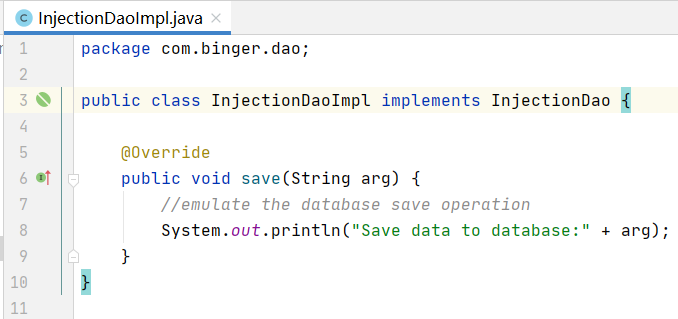 InjectionDaoImpl.java
1 package com.binger.dao;
2
3 public class InjectionDaoImpl implements InjectionDao {
4
5 @Override
6 public void save(String arg) {
7 //emulate the database save operation
8 System.out.println("Save data to database:" + arg);
9 }
10 }
11